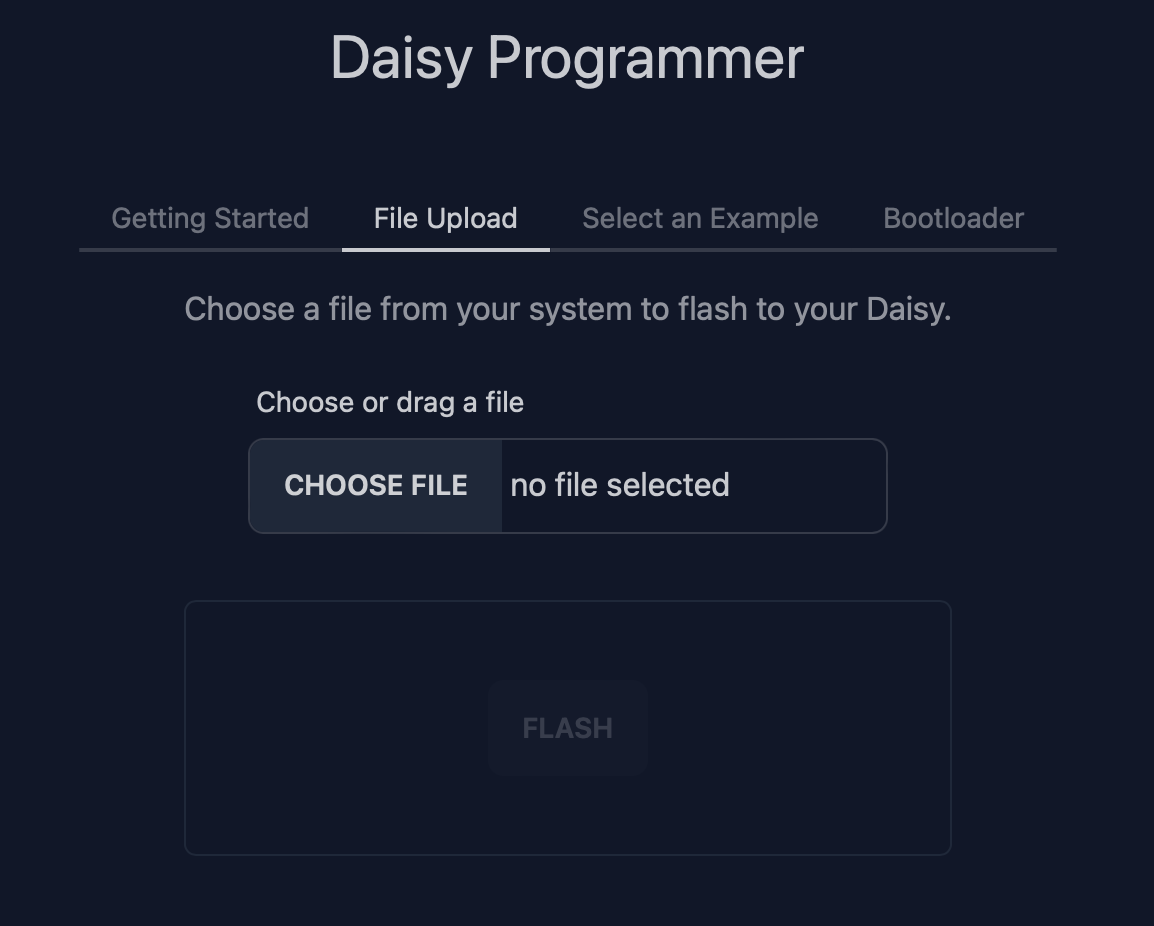 Daisy Programmer
Getting Started File Upload Select an Example Bootloader
Choose a file from your system to flash to your Daisy.
Choose or drag a file
CHOOSE FILE no file selected
FLASH